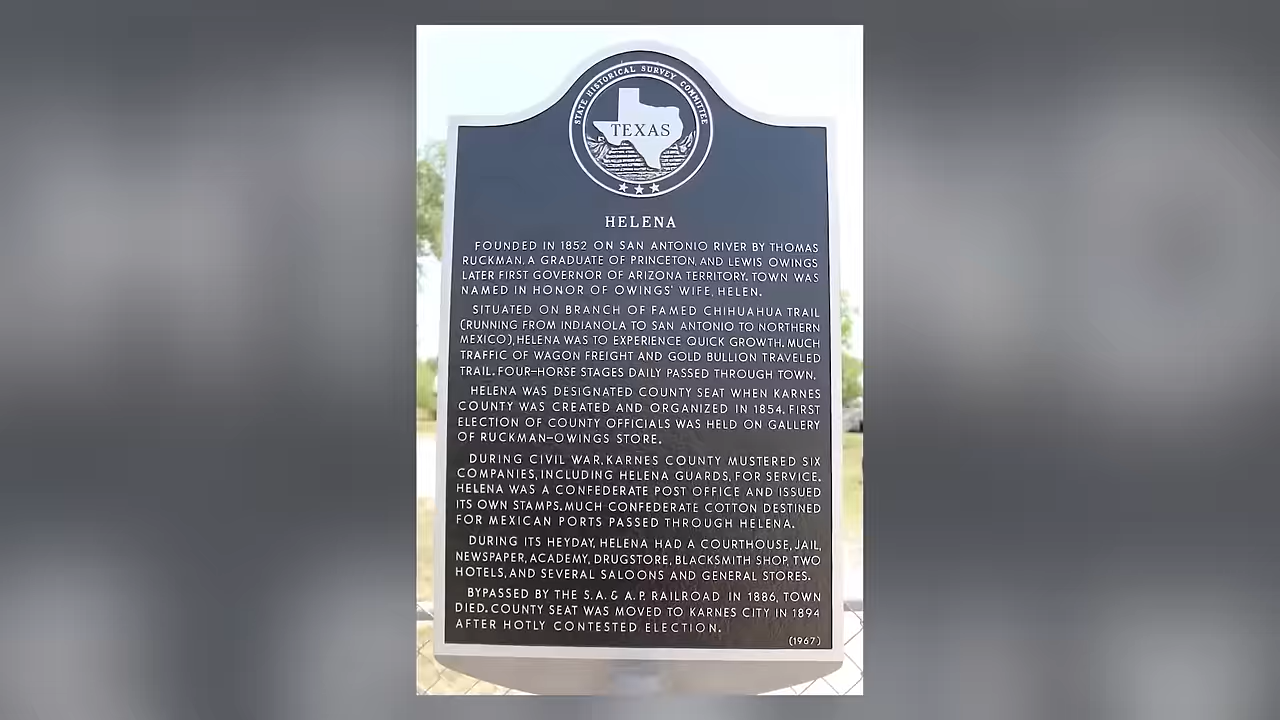 STATE HISTORICAL SURVEY COMMITTEE
TEXAS
HELENA
FOUNDED IN 1852 ON SAN ANTONIO RIVER BY THOMAS
RUCKMAN, A GRADUATE OF PRINCETON, AND LEWIS OWINGS
LATER FIRST GOVERNOR OF ARIZONA TERRITORY. TOWN WAS
NAMED IN HONOR OF OWINGS' WIFE, HELEN.
SITUATED ON BRANCH OF FAMED CHIHUAHUA TRAIL
(RUNNING FROM INDIANOLA TO SAN ANTONIO TO NORTHERN
MEXICO), HELENA WAS TO EXPERIENCE QUICK GROWTH. MUCH
TRAFFIC OF WAGON FREIGHT AND GOLD BULLION TRAVELED
TRAIL. FOUR-HORSE STAGES DAILY PASSED THROUGH TOWN.
HELENA WAS DESIGNATED COUNTY SEAT WHEN KARNES
COUNTY WAS CREATED AND ORGANIZED IN 1854. FIRST
ELECTION OF COUNTY OFFICIALS WAS HELD ON GALLERY
OF RUCKMAN-OWINGS STORE.
DURING CIVIL WAR, KARNES COUNTY MUSTERED SIX
COMPANIES, INCLUDING HELENA GUARDS, FOR SERVICE.
HELENA WAS A CONFEDERATE POST OFFICE AND ISSUED
ITS OWN STAMPS. MUCH CONFEDERATE COTTON DESTINED
FOR MEXICAN PORTS PASSED THROUGH HELENA.
DURING ITS HEYDAY, HELENA HAD A COURTHOUSE, JAIL,
NEWSPAPER, ACADEMY, DRUGSTORE, BLACKSMITH SHOP, TWO
HOTELS, AND SEVERAL SALOONS AND GENERAL STORES.
BYPASSED BY THE S.A. & A.P. RAILROAD IN 1886, TOWN
DIED. COUNTY SEAT WAS MOVED TO KARNES CITY IN 1894
AFTER HOTLY CONTESTED ELECTION.
(1967)